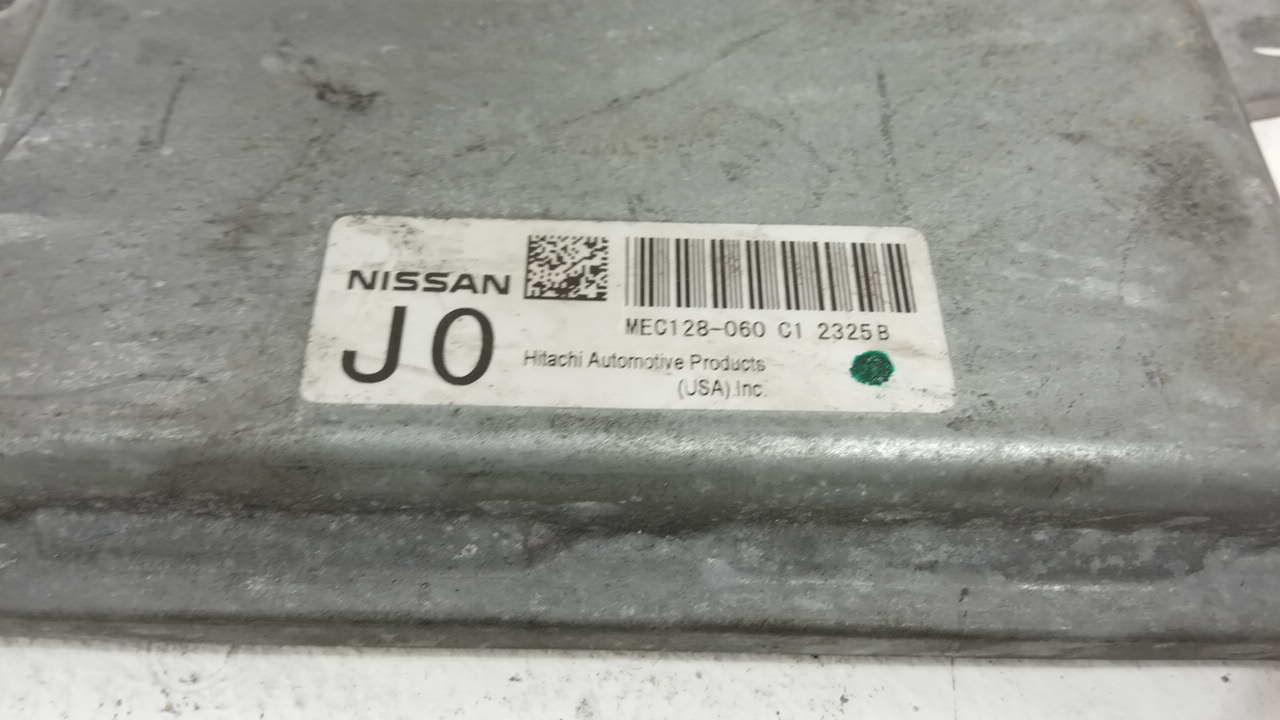 NISSAN
J0
MEC128-060 C1 2325B
Hitachi Automotive Products
(USA).Inc.